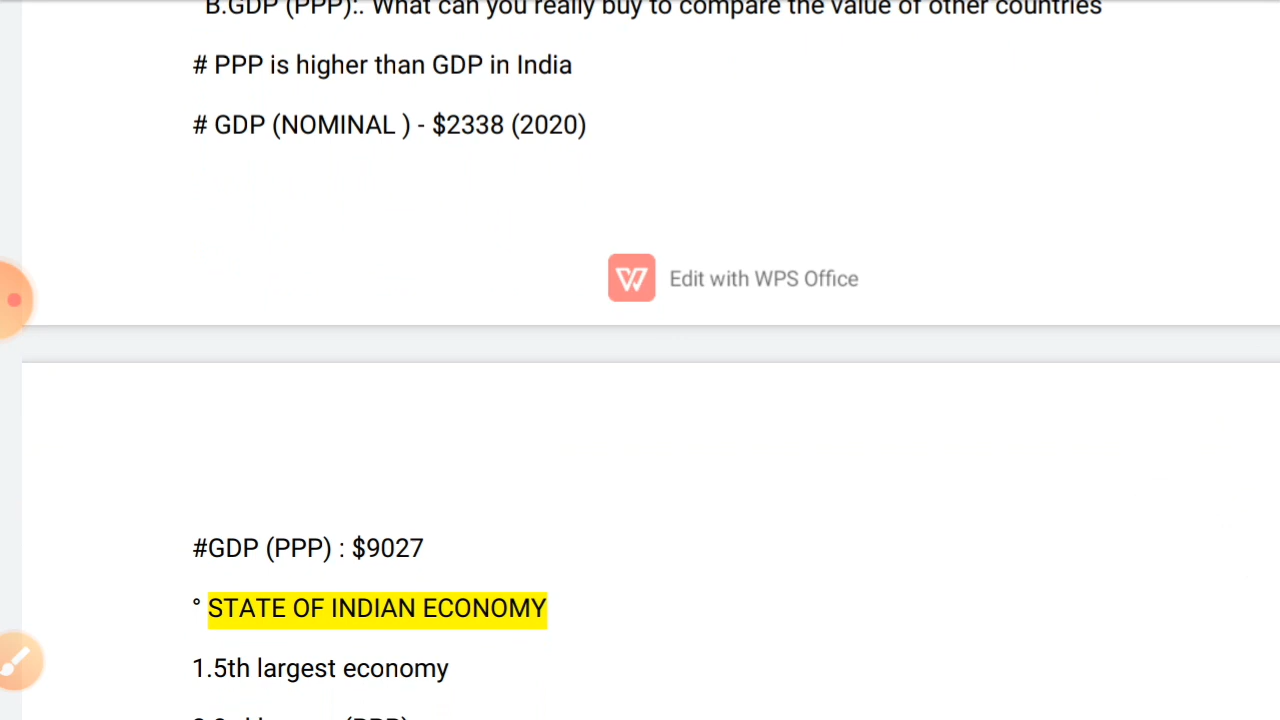 B.GDP (PPP):. What can you really buy to compare the value of other countries
# PPP is higher than GDP in India
# GDP (NOMINAL ) - $2338 (2020)
Edit with WPS Office
#GDP (PPP) : $9027
° STATE OF INDIAN ECONOMY
1.5th largest economy
(PPP)